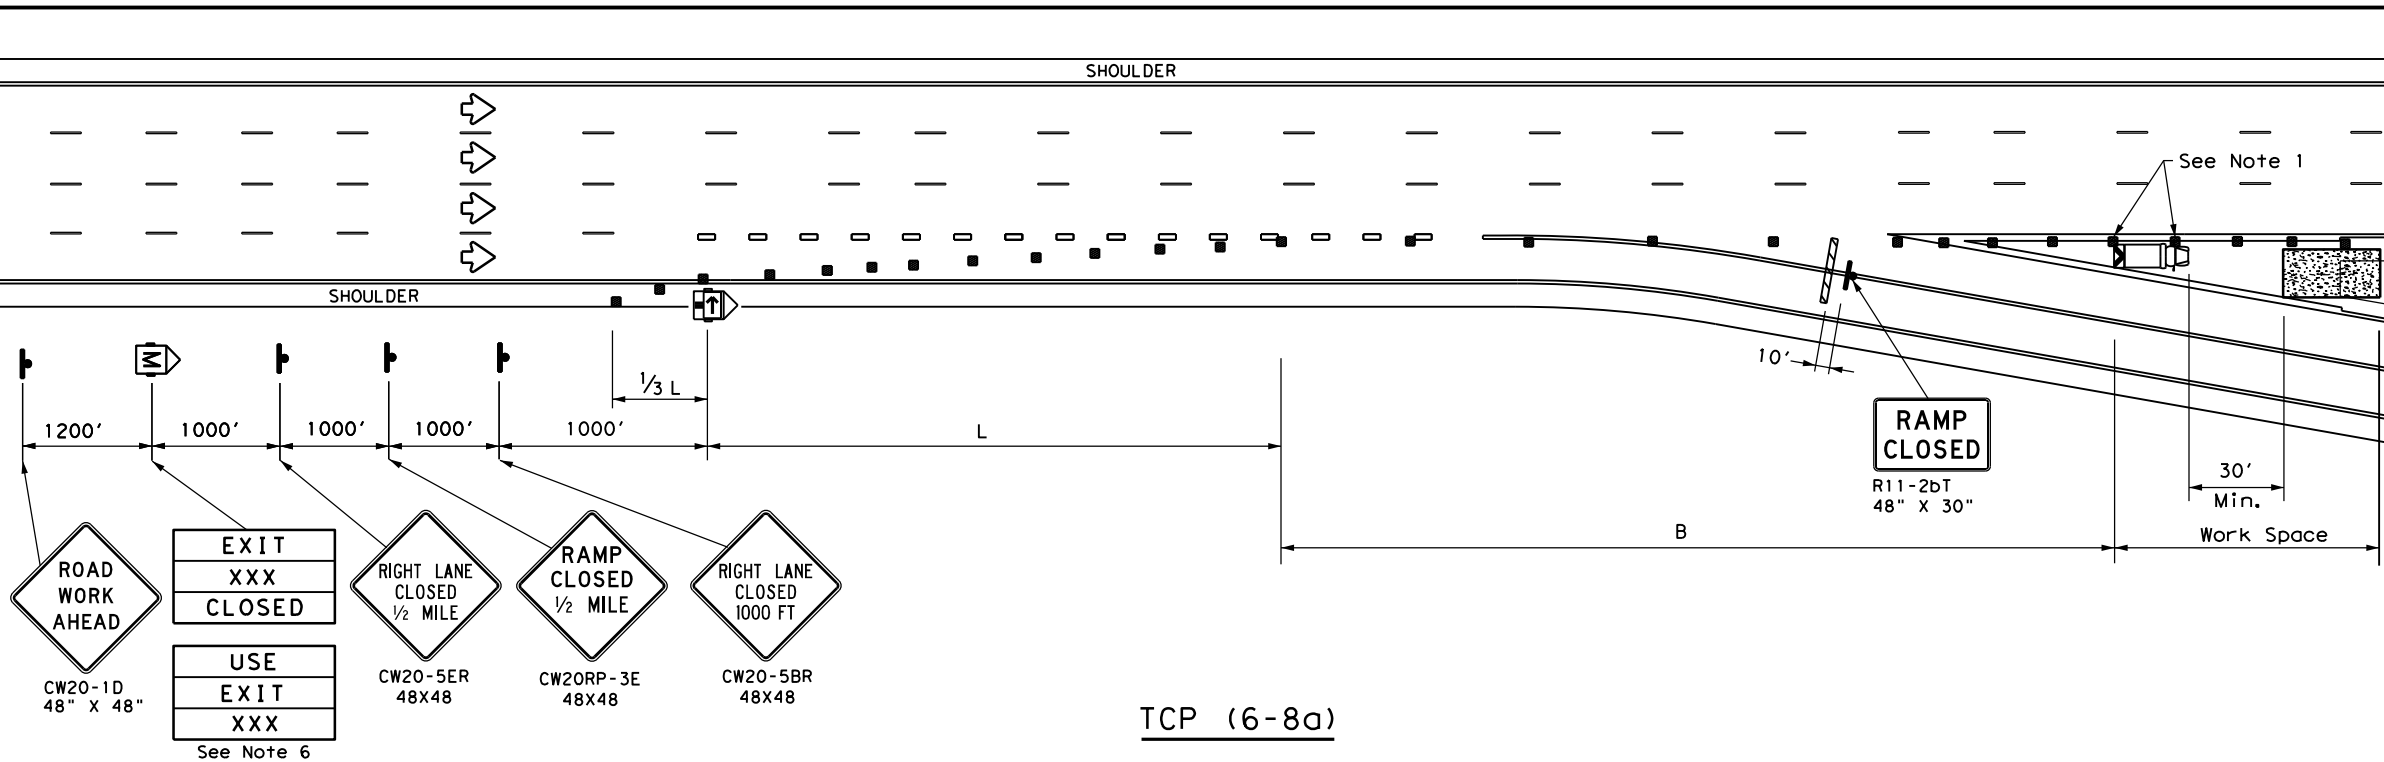 SHOULDER
See Note 1
SHOULDER
M
10'
1/3 L
1200'
1000'
1000'
1000'
1000'
L
RAMP
CLOSED
R11-2bT
48" X 30"
30'
Min.
B
Work Space
ROAD
WORK
AHEAD
CW20-1D
48" X 48"
EXIT
XXX
CLOSED
USE
EXIT
XXX
See Note 6
RIGHT LANE
CLOSED
1/2 MILE
CW20-5ER
48X48
RAMP
CLOSED
1/2 MILE
CW20RP-3E
48X48
RIGHT LANE
CLOSED
1000 FT
CW20-5BR
48X48
TCP (6-8a)